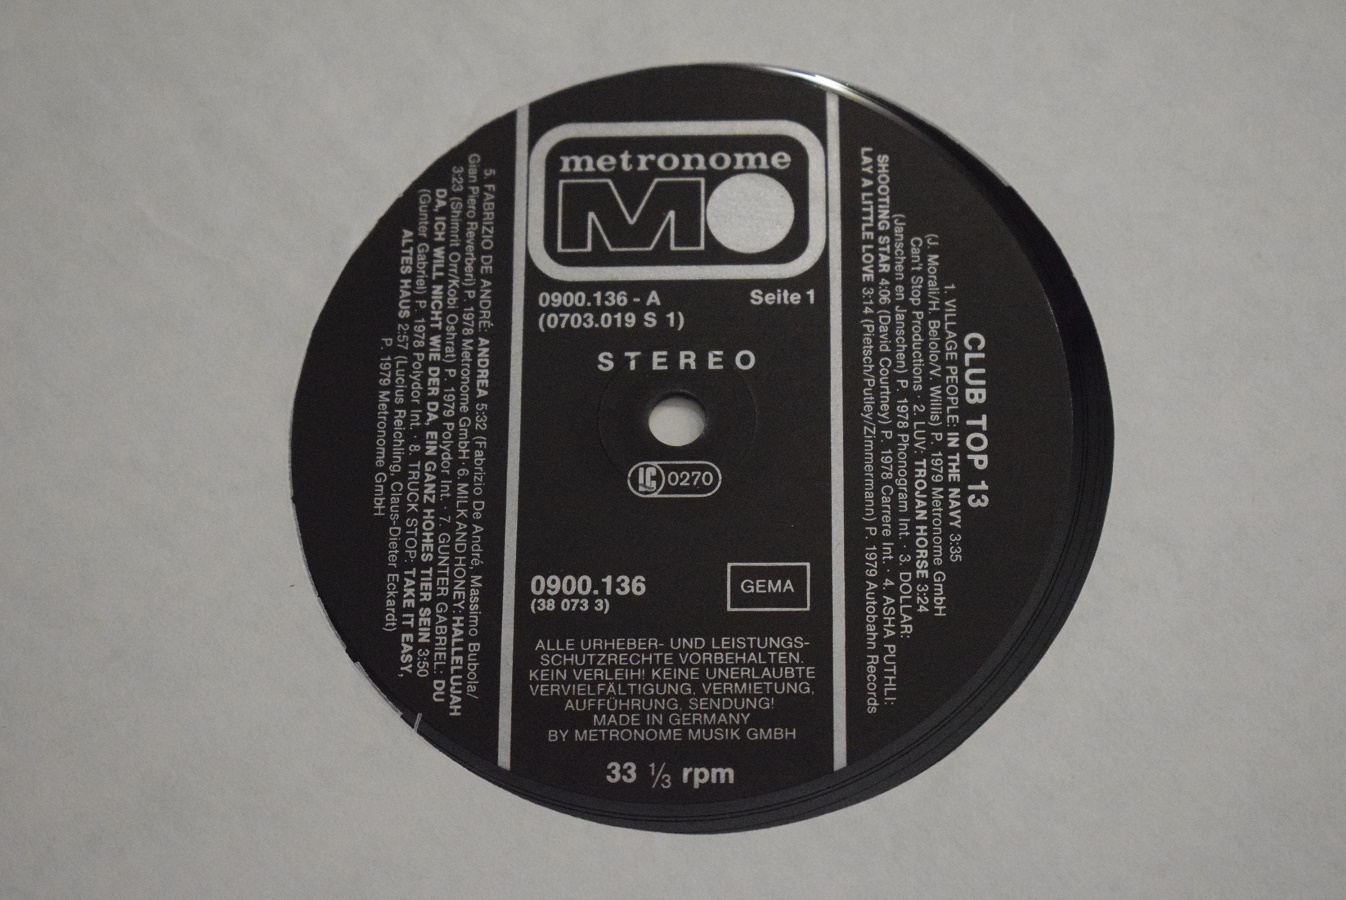 metronome
MO
0900.136 - A Seite 1
(0703.019 S 1)
STEREO
LC 0270
0900.136
(38 073 3)
GEMA
ALLE URHEBER- UND LEISTUNGS-
SCHUTZRECHTE VORBEHALTEN.
KEIN VERLEIH! KEINE UNERLAUBTE
VERVIELFÄLTIGUNG, VERMIETUNG,
AUFFÜHRUNG, SENDUNG!
MADE IN GERMANY
BY METRONOME MUSIK GMBH
33 1/3 rpm
CLUB TOP 13
1. VILLAGE PEOPLE: IN THE NAVY 3:35
(J. Morali/H. Belolo/V. Willis) P. 1979 Metronome GmbH
Can't Stop Productions · 2. LUV: TROJAN HORSE 3:24
(Janschen en Janschen) P. 1978 Phonogram Int. · 3. DOLLAR:
SHOOTING STAR 4:06 (David Courtney) P. 1978 Carrere Int. · 4. ASHA PUTHLI:
LAY A LITTLE LOVE 3:14 (Pietsch/Putley/Zimmermann) P. 1979 Autobahn Records
5. FABRIZIO DE ANDRÉ: ANDREA 5:32 (Fabrizio De André, Massimo Bubola/
Gian Piero Reverberi) P. 1978 Metronome GmbH · 6. MILK AND HONEY: HALLELUJAH
3:23 (Shimrit Orr/Kobi Oshrat) P. 1979 Polydor Int. · 7. GUNTER GABRIEL: DU
DA, ICH WILL NICHT WIE DER DA, EIN GANZ HOHES TIER SEIN 3:50
(Gunter Gabriel) P. 1978 Polydor Int. · 8. TRUCK STOP: TAKE IT EASY,
ALTES HAUS 2:57 (Lucius Reichling, Claus-Dieter Eckardt)
P. 1979 Metronome GmbH